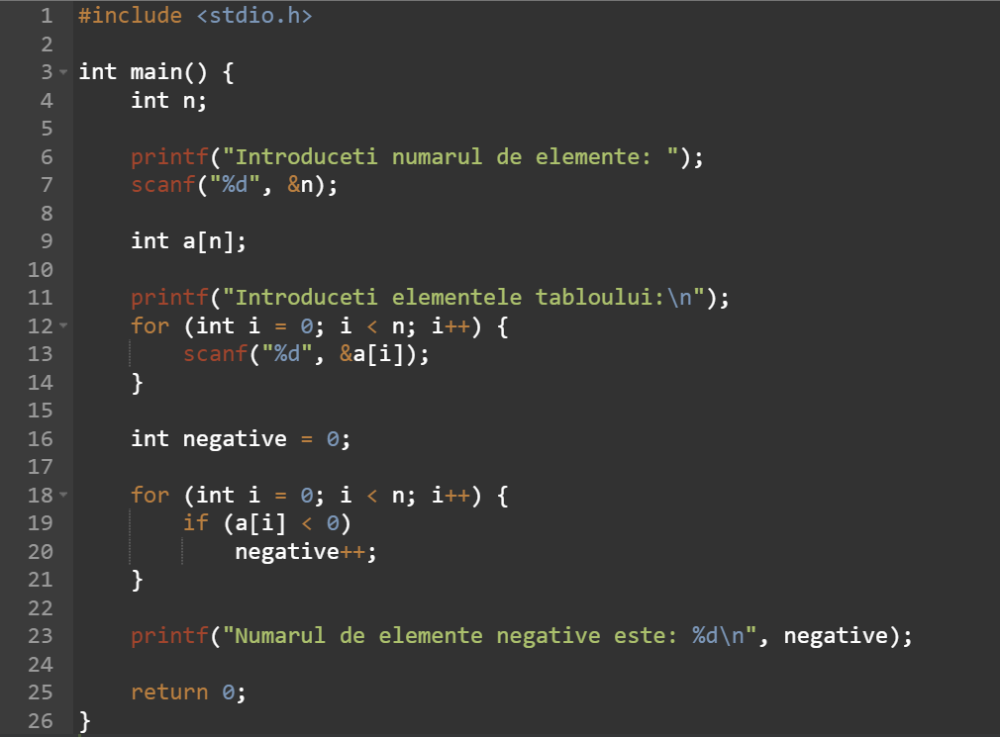 1 #include <stdio.h>
2
3 int main() {
4     int n;
5
6     printf("Introduceti numarul de elemente: ");
7     scanf("%d", &n);
8
9     int a[n];
10
11     printf("Introduceti elementele tabloului:\n");
12     for (int i = 0; i < n; i++) {
13         scanf("%d", &a[i]);
14     }
15
16     int negative = 0;
17
18     for (int i = 0; i < n; i++) {
19         if (a[i] < 0)
20             negative++;
21     }
22
23     printf("Numarul de elemente negative este: %d\n", negative);
24
25     return 0;
26 }